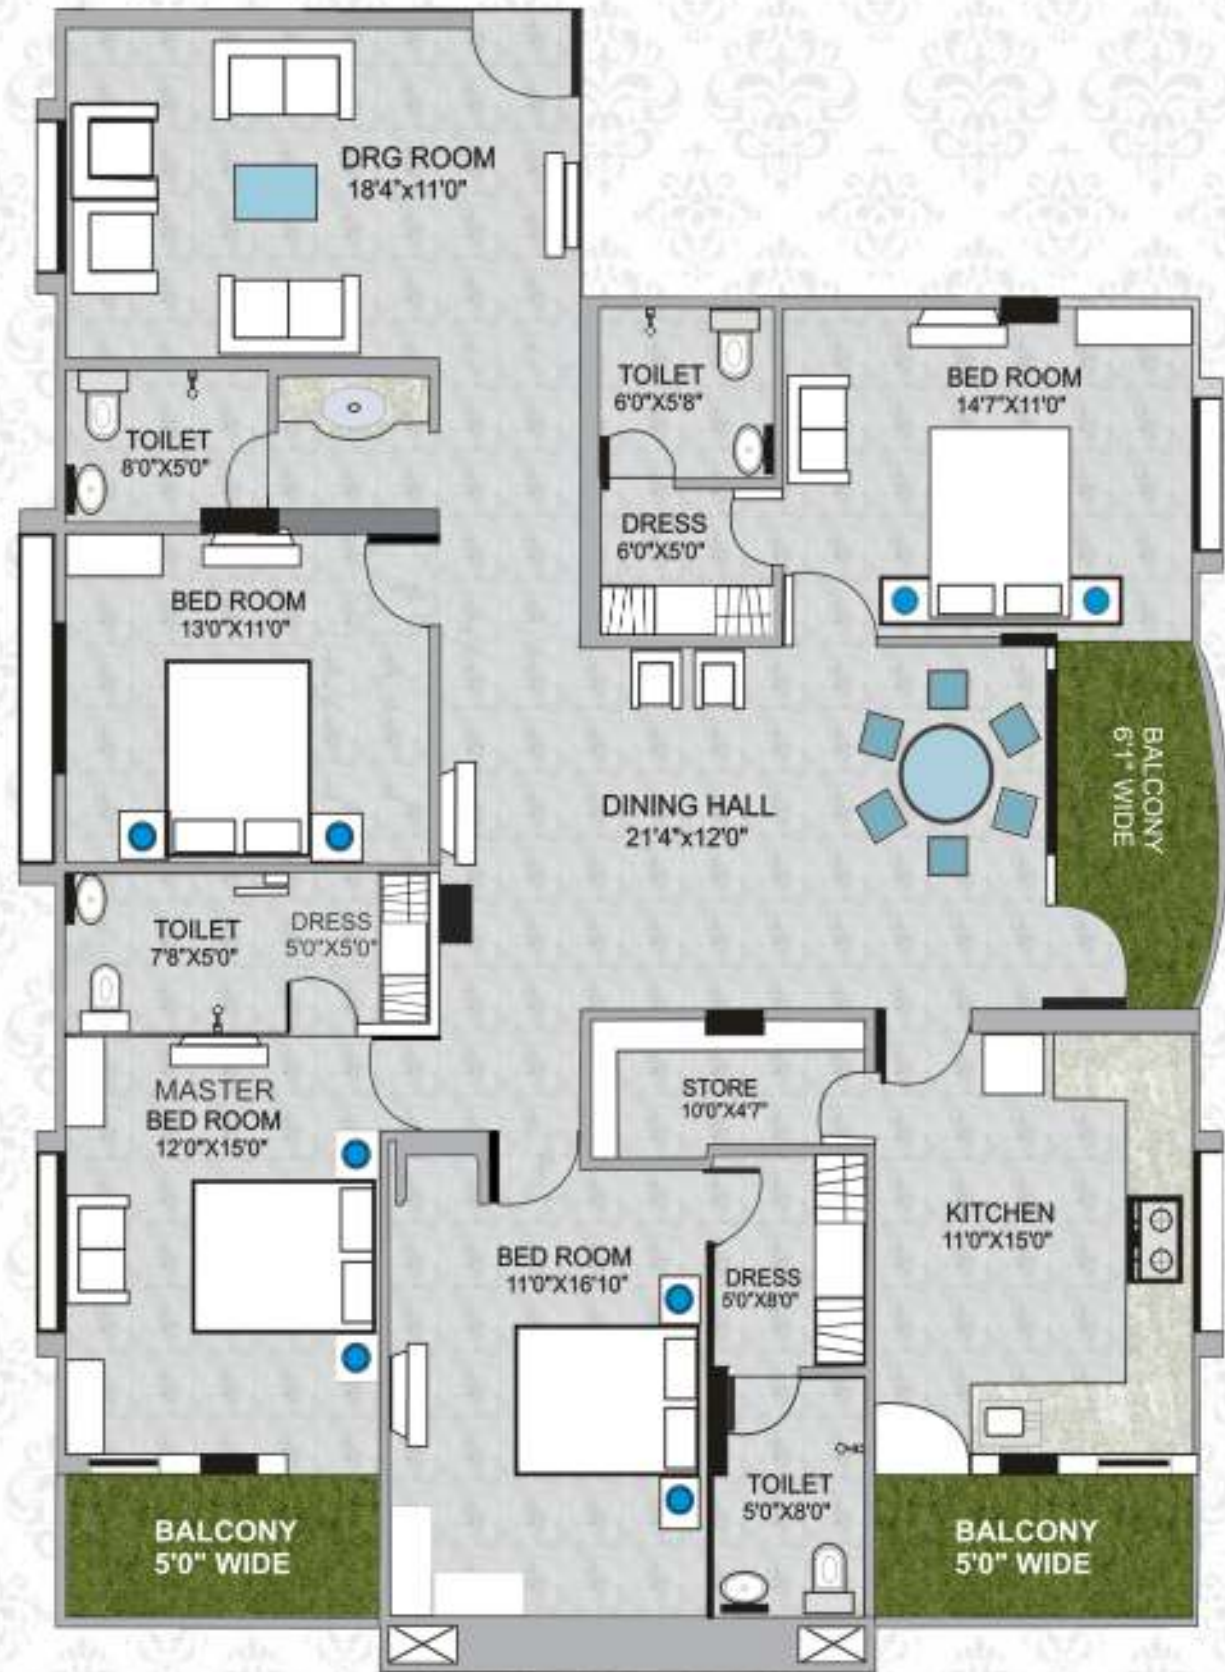 DRG ROOM
18'4"x11'0"
TOILET
6'0"X5'8"
BED ROOM
14'7"X11'0"
TOILET
8'0"X5'0"
DRESS
6'0"X5'0"
BED ROOM
13'0"X11'0"
BALCONY
6'1" WIDE
DINING HALL
21'4"x12'0"
TOILET
7'8"X5'0"
DRESS
5'0"X5'0"
MASTER
BED ROOM
12'0"X15'0"
STORE
10'0"X4'7"
KITCHEN
11'0"X15'0"
BED ROOM
11'0"X16'10"
DRESS
5'0"X8'0"
TOILET
5'0"X8'0"
BALCONY
5'0" WIDE
BALCONY
5'0" WIDE